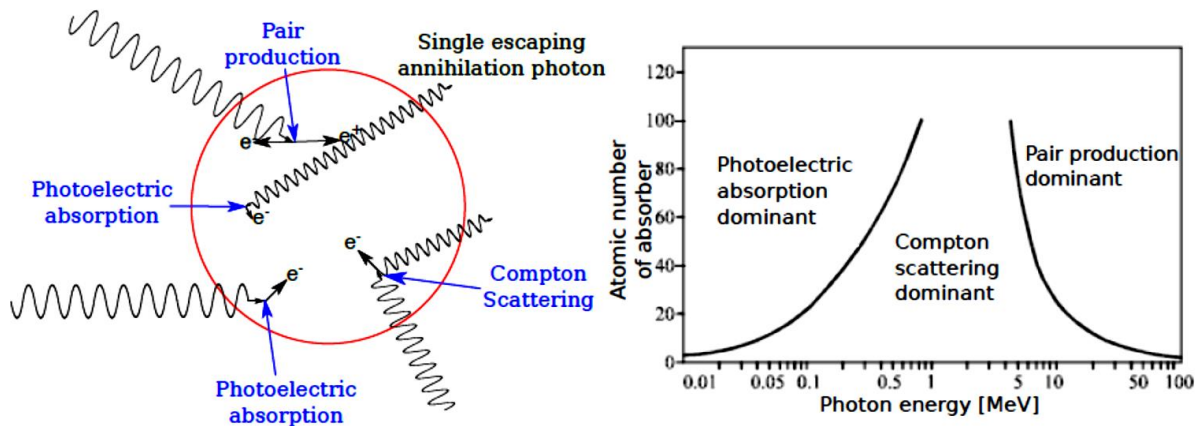 Pair
production
Single escaping
annihilation photon
e-
e+
Photoelectric
absorption
e-
e-
e-
Compton
Scattering
Photoelectric
absorption
Atomic number
of absorber
120
100
80
60
40
20
0
Photoelectric
absorption
dominant
Pair production
dominant
Compton
scattering
dominant
0.01
0.05
0.1
0.5
1
5
10
50
100
Photon energy [MeV]